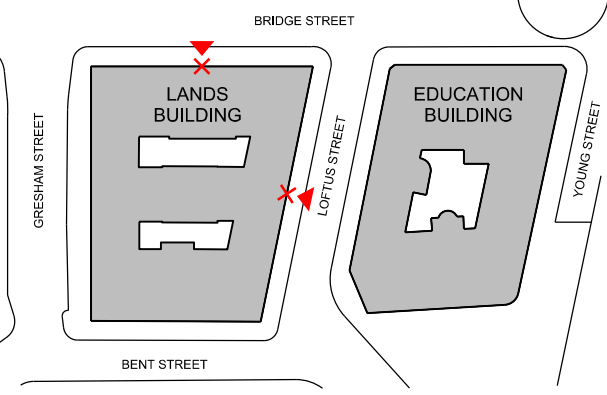 BRIDGE STREET
LANDS
BUILDING
EDUCATION
BUILDING
GRESHAM STREET
LOFTUS STREET
YOUNG STREET
BENT STREET